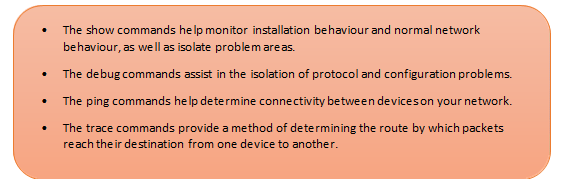 • The show commands help monitor installation behaviour and normal network
behaviour, as well as isolate problem areas.
• The debug commands assist in the isolation of protocol and configuration problems.
• The ping commands help determine connectivity between devices on your network.
• The trace commands provide a method of determining the route by which packets
reach their destination from one device to another.